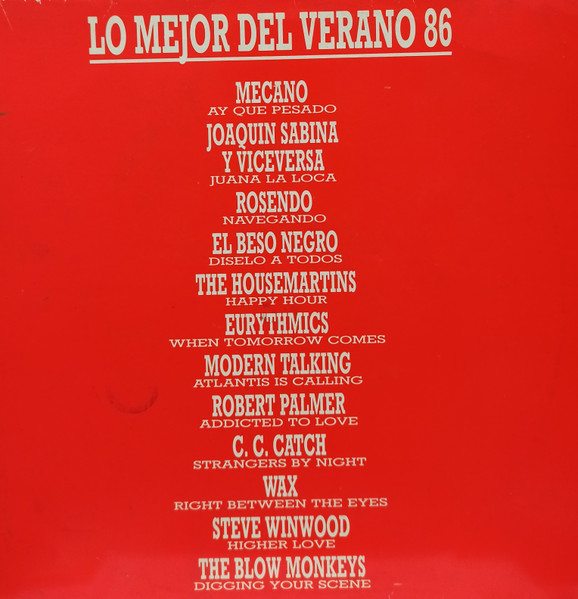 LO MEJOR DEL VERANO 86
MECANO
AY QUE PESADO
JOAQUIN SABINA
Y VICEVERSA
JUANA LA LOCA
ROSENDO
NAVEGANDO
EL BESO NEGRO
DISELO A TODOS
THE HOUSEMARTINS
HAPPY HOUR
EURYTHMICS
WHEN TOMORROW COMES
MODERN TALKING
ATLANTIS IS CALLING
ROBERT PALMER
ADDICTED TO LOVE
C. C. CATCH
STRANGERS BY NIGHT
WAX
RIGHT BETWEEN THE EYES
STEVE WINWOOD
HIGHER LOVE
THE BLOW MONKEYS
DIGGING YOUR SCENE